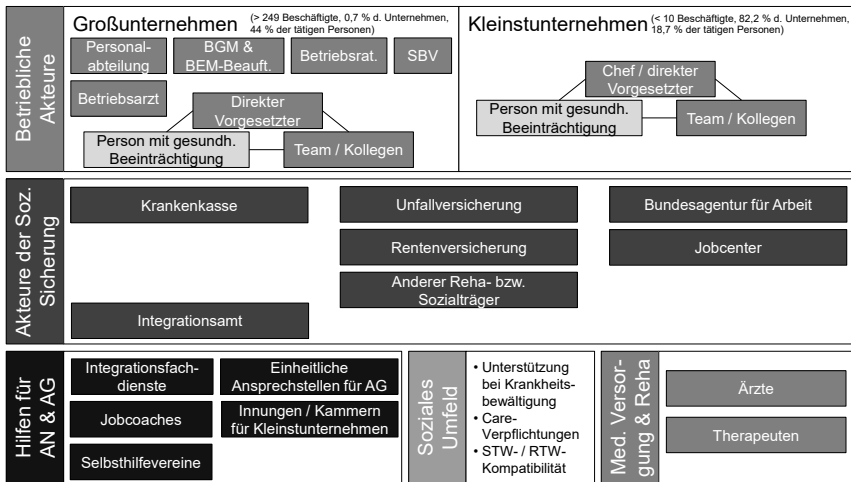 Betriebliche
Akteure
Großunternehmen
(> 249 Beschäftigte, 0,7 % d. Unternehmen,
44 % der tätigen Personen)
Personal-
abteilung
BGM &
BEM-Beauft.
Betriebsrat.
SBV
Betriebsarzt
Direkter
Vorgesetzter
Person mit gesundh.
Beeinträchtigung
Team / Kollegen
Kleinstunternehmen
(< 10 Beschäftigte, 82,2 % d. Unternehmen,
18,7 % der tätigen Personen)
Chef / direkter
Vorgesetzter
Person mit gesundh.
Beeinträchtigung
Team / Kollegen
Akteure der Soz.
Sicherung
Krankenkasse
Unfallversicherung
Bundesagentur für Arbeit
Rentenversicherung
Jobcenter
Anderer Reha- bzw.
Sozialträger
Integrationsamt
Hilfen für
AN & AG
Integrationsfach-
dienste
Einheitliche
Ansprechstellen für AG
Jobcoaches
Innungen / Kammern
für Kleinstunternehmen
Selbsthilfevereine
Soziales
Umfeld
• Unterstützung
bei Krankheits-
bewältigung
• Care-
Verpflichtungen
• STW- / RTW-
Kompatibilität
Med. Versor-
gung & Reha
Ärzte
Therapeuten